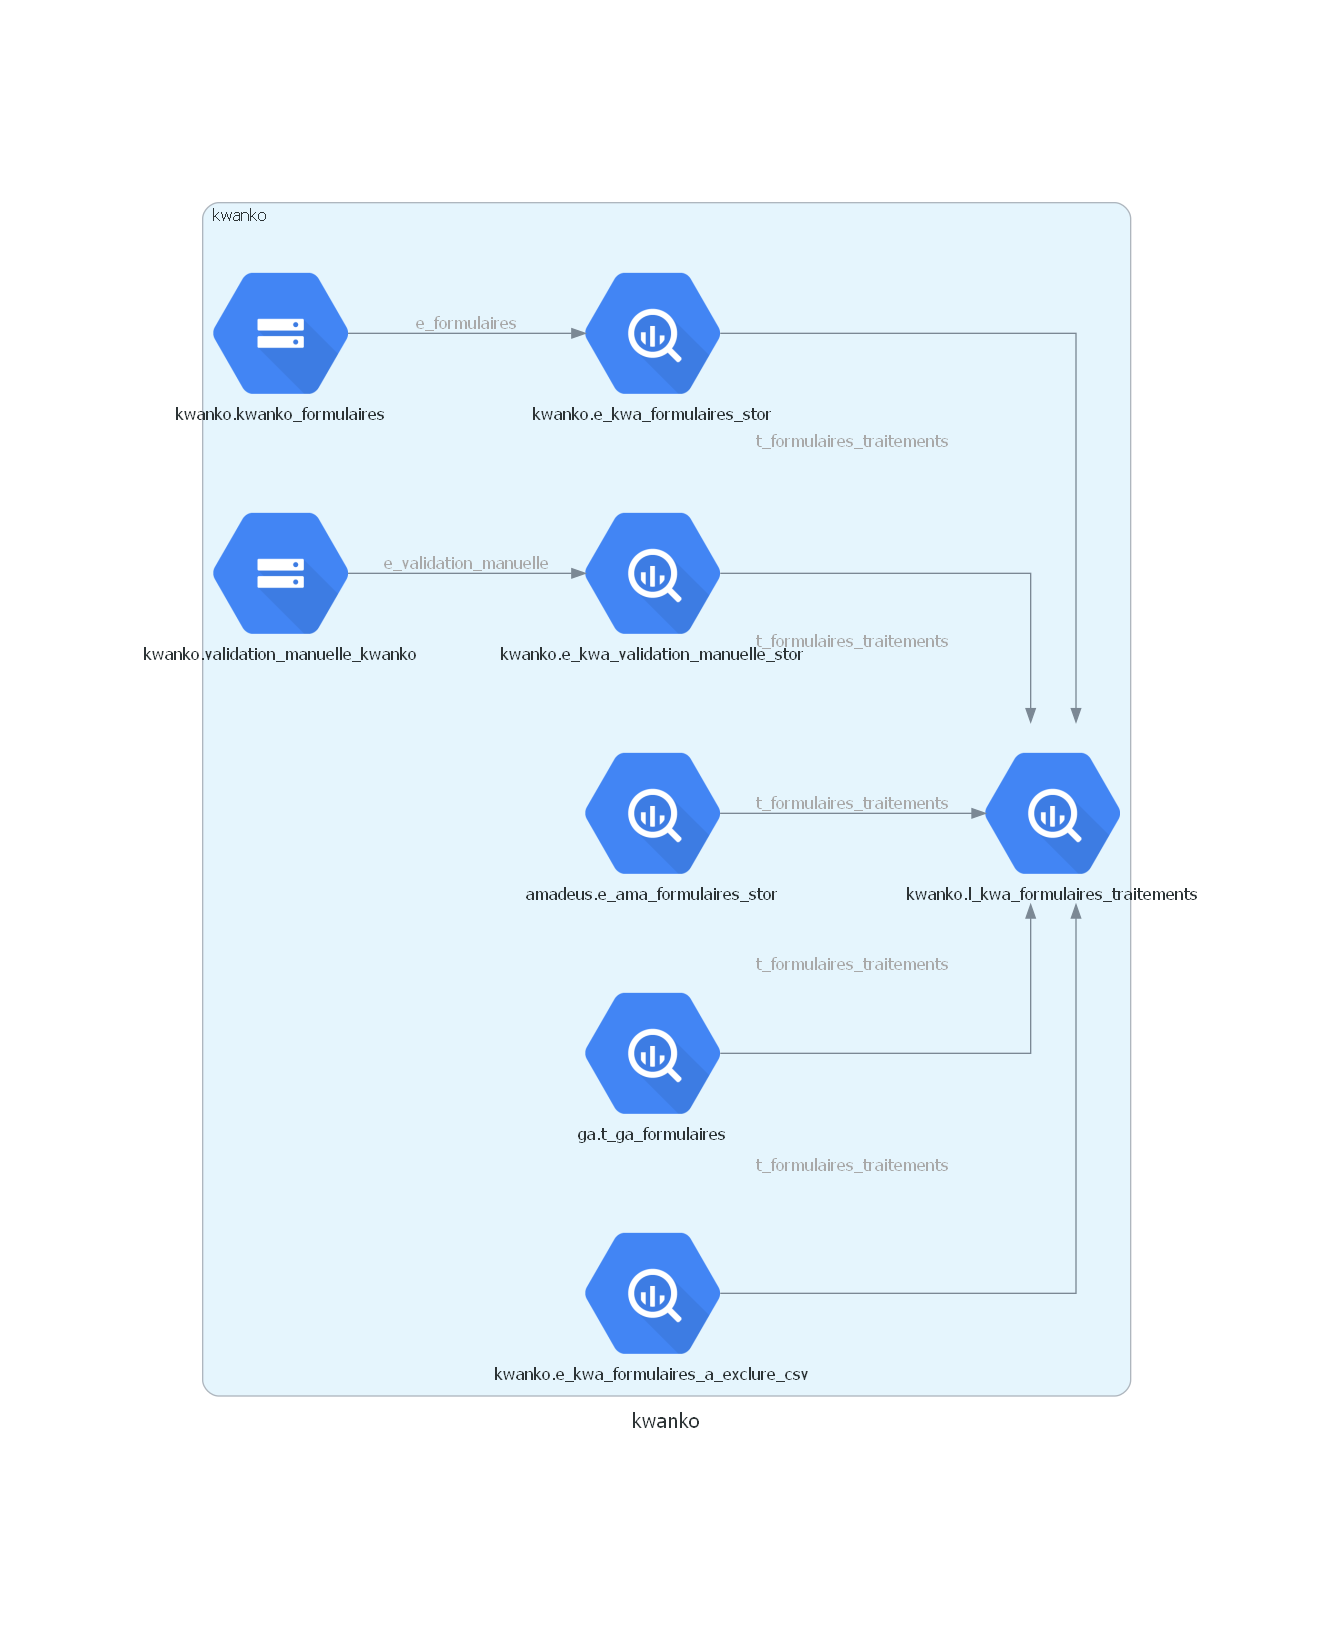 kwanko
e_formulaires
kwanko.kwanko_formulaires
kwanko.e_kwa_formulaires_stor
t_formulaires_traitements
e_validation_manuelle
t_formulaires_traitements
kwanko.validation_manuelle_kwanko
kwanko.e_kwa_validation_manuelle_stor
t_formulaires_traitements
amadeus.e_ama_formulaires_stor
kwanko.l_kwa_formulaires_traitements
t_formulaires_traitements
ga.t_ga_formulaires
t_formulaires_traitements
kwanko.e_kwa_formulaires_a_exclure_csv
kwanko